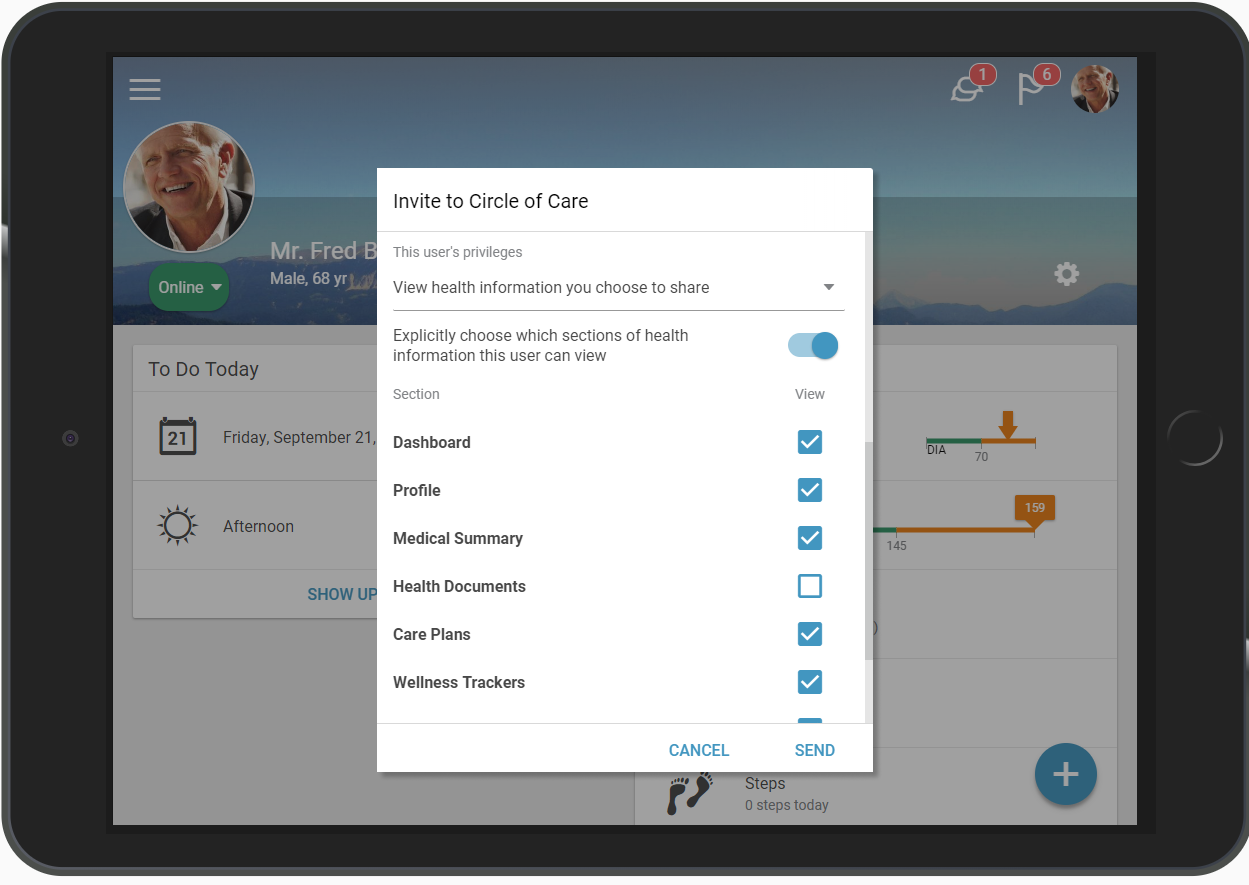 1
6
Mr. Fred B
Male, 68 yr
Online
To Do Today
21
Friday, September 21,
Afternoon
SHOW UP
Invite to Circle of Care
This user's privileges
View health information you choose to share
Explicitly choose which sections of health
information this user can view
Section View
Dashboard
Profile
Medical Summary
Health Documents
Care Plans
Wellness Trackers
CANCEL SEND
DIA
70
159
145
)
Steps
0 steps today